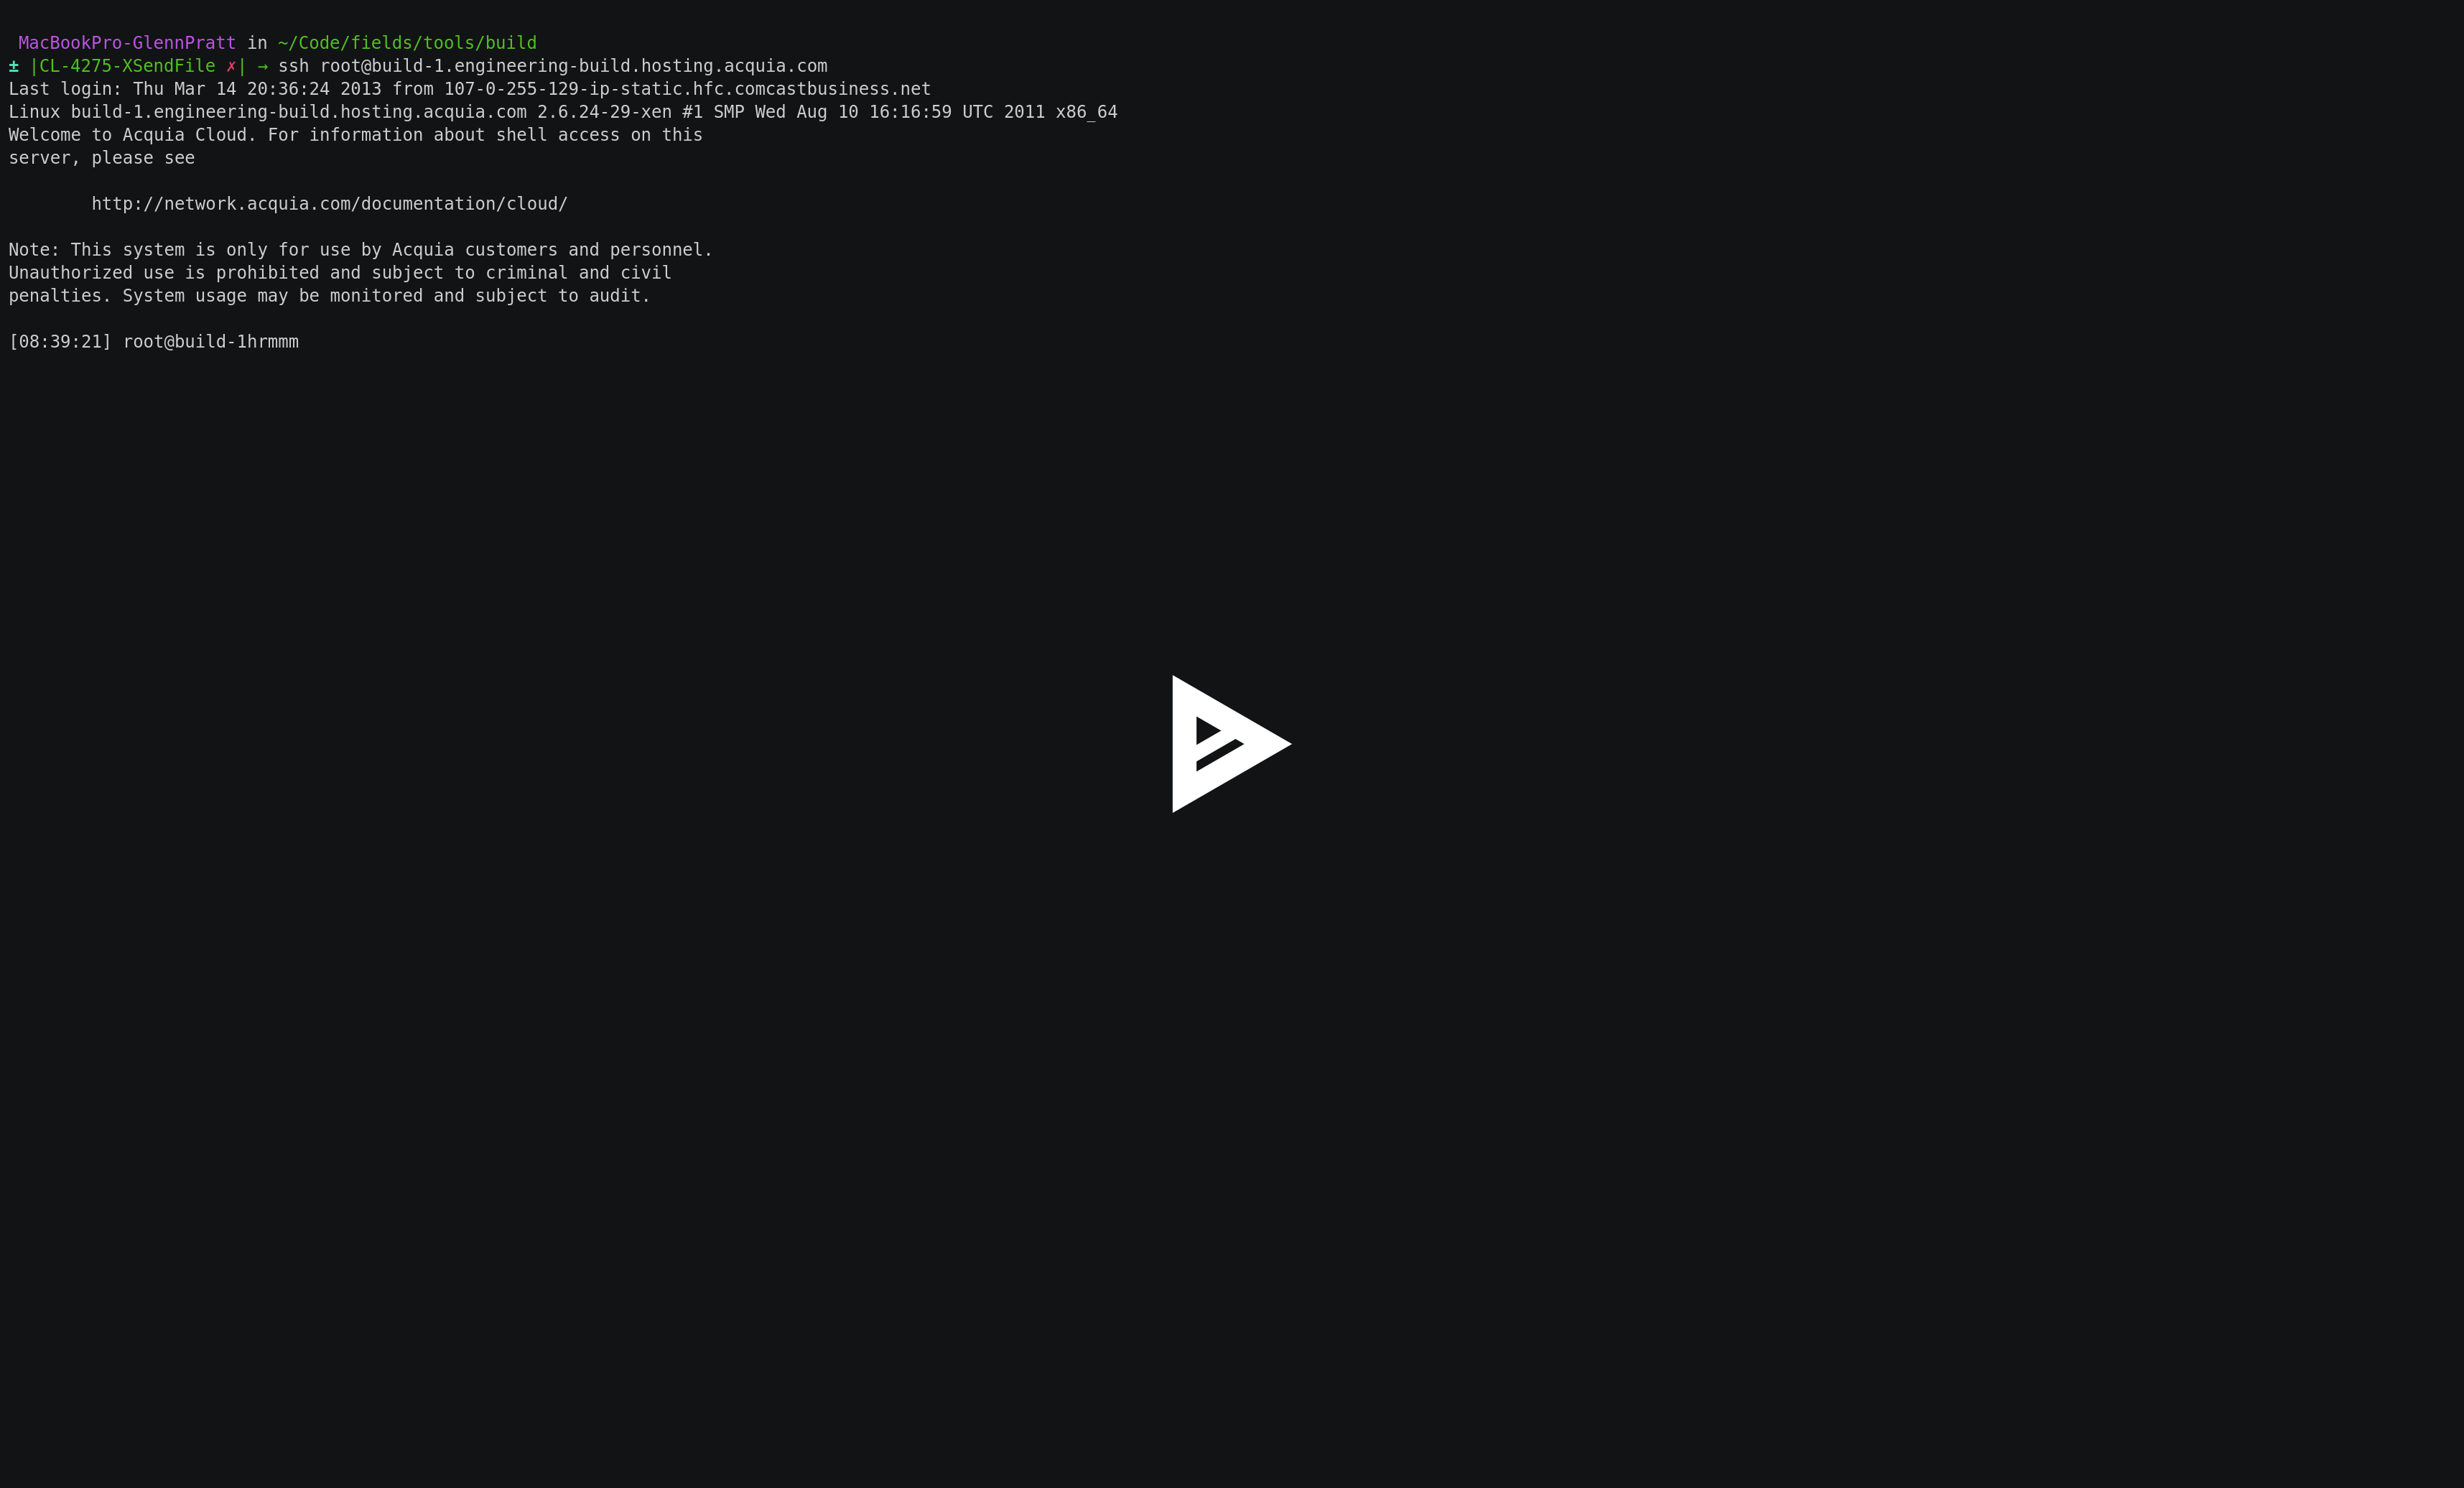 MacBookPro-GlennPratt in ~/Code/fields/tools/build
± |CL-4275-XSendFile ✗| → ssh root@build-1.engineering-build.hosting.acquia.com
Last login: Thu Mar 14 20:36:24 2013 from 107-0-255-129-ip-static.hfc.comcastbusiness.net
Linux build-1.engineering-build.hosting.acquia.com 2.6.24-29-xen #1 SMP Wed Aug 10 16:16:59 UTC 2011 x86_64
Welcome to Acquia Cloud. For information about shell access on this
server, please see
http://network.acquia.com/documentation/cloud/
Note: This system is only for use by Acquia customers and personnel.
Unauthorized use is prohibited and subject to criminal and civil
penalties. System usage may be monitored and subject to audit.
[08:39:21] root@build-1hrmmm